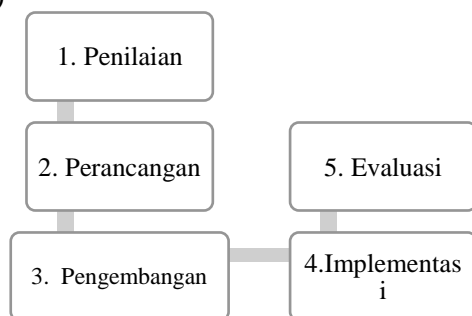 )
1. Penilaian
2. Perancangan
3. Pengembangan
4.Implementas
i
5. Evaluasi